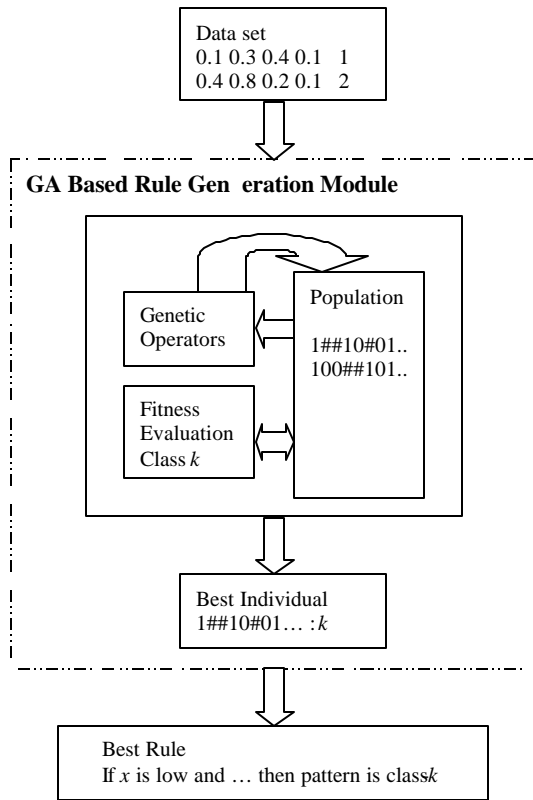 Data set
0.1 0.3 0.4 0.1 1
0.4 0.8 0.2 0.1 2
GA Based Rule Gen eration Module
Genetic
Operators
Population
1##10#01..
100##101..
Fitness
Evaluation
Class k
Best Individual
1##10#01… : k
Best Rule
If x is low and … then pattern is class k